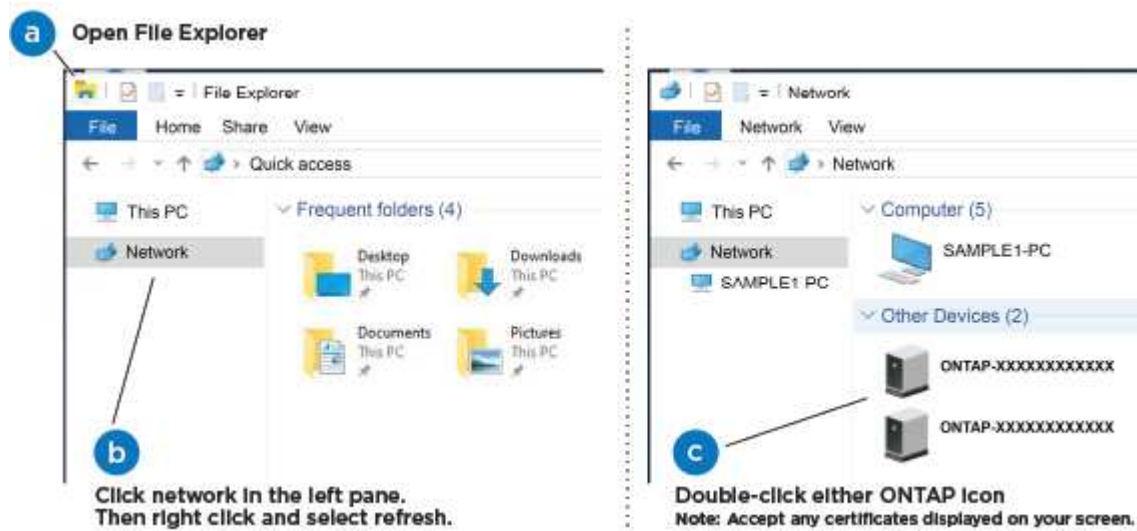 a Open File Explorer
File Explorer
File Home Share View
Quick access
This PC
Network
Frequent folders (4)
Desktop
This PC
Downloads
This PC
Documents
This PC
Pictures
This PC
b
Click network in the left pane.
Then right click and select refresh.
Network
File Network View
Network
This PC
Network
SAMPLE1 PC
Computer (5)
SAMPLE1-PC
Other Devices (2)
ONTAP-XXXXXXXXXXXX
ONTAP-XXXXXXXXXXXX
c
Double-click either ONTAP icon
Note: Accept any certificates displayed on your screen.